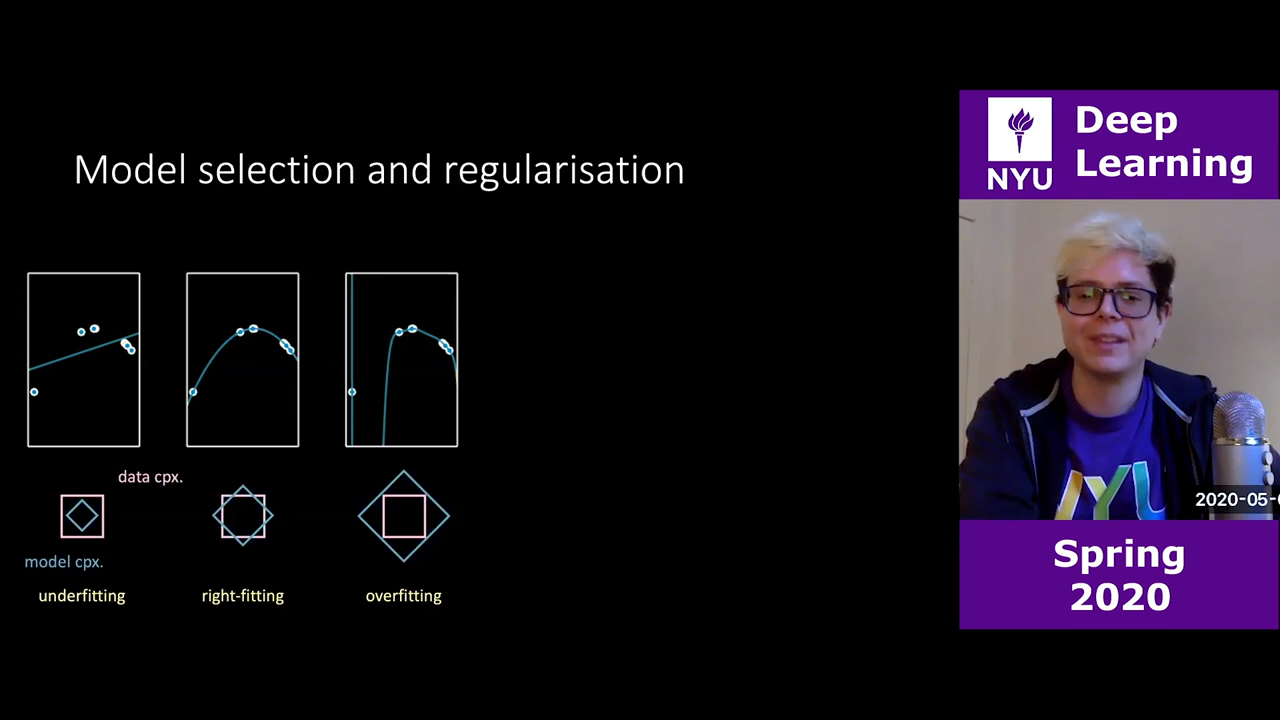 Model selection and regularisation
data cpx.
model cpx.
underfitting
right-fitting
overfitting
NYU
Deep
Learning
2020-05-
Spring
2020